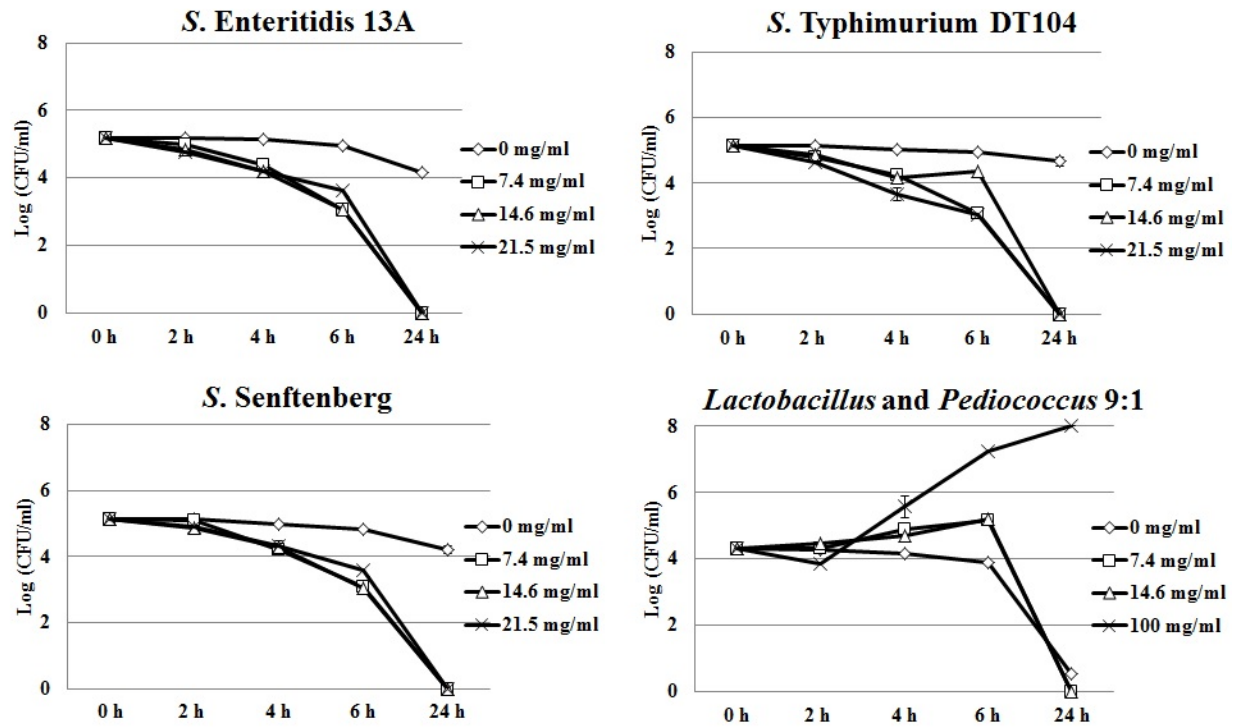 S. Enteritidis 13A
8
6
4
2
0
Log (CFU/ml)
0 h 2 h 4 h 6 h 24 h
0 mg/ml
7.4 mg/ml
14.6 mg/ml
21.5 mg/ml
S. Typhimurium DT104
8
6
4
2
0
Log (CFU/ml)
0 h 2 h 4 h 6 h 24 h
0 mg/ml
7.4 mg/ml
14.6 mg/ml
21.5 mg/ml
S. Senftenberg
8
6
4
2
0
Log (CFU/ml)
0 h 2 h 4 h 6 h 24 h
0 mg/ml
7.4 mg/ml
14.6 mg/ml
21.5 mg/ml
Lactobacillus and Pediococcus 9:1
8
6
4
2
0
Log (CFU/ml)
0 h 2 h 4 h 6 h 24 h
0 mg/ml
7.4 mg/ml
14.6 mg/ml
100 mg/ml